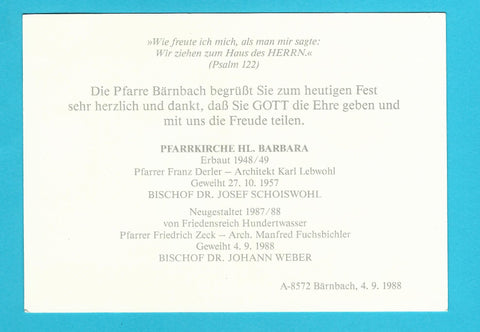 »Wie freute ich mich, als man mir sagte:
Wir ziehen zum Haus des HERRN.«
(Psalm 122)
Die Pfarre Bärnbach begrüßt Sie zum heutigen Fest
sehr herzlich und dankt, daß Sie GOTT die Ehre geben und
mit uns die Freude teilen.
PFARRKIRCHE HL. BARBARA
Erbaut 1948/49
Pfarrer Franz Derler – Architekt Karl Lebwohl
Geweiht 27. 10. 1957
BISCHOF DR. JOSEF SCHOISWOHL
Neugestaltet 1987/88
von Friedensreich Hundertwasser
Pfarrer Friedrich Zeck – Arch. Manfred Fuchsbichler
Geweiht 4. 9. 1988
BISCHOF DR. JOHANN WEBER
A-8572 Bärnbach, 4. 9. 1988